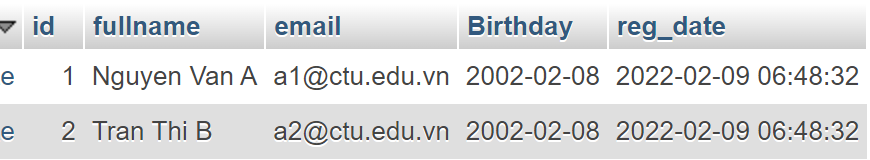 id fullname email Birthday reg_date
e 1 Nguyen Van A a1@ctu.edu.vn 2002-02-08 2022-02-09 06:48:32
e 2 Tran Thi B a2@ctu.edu.vn 2002-02-08 2022-02-09 06:48:32